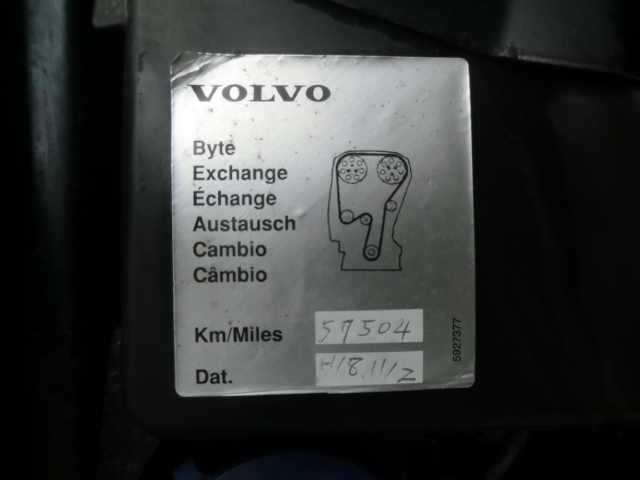 VOLVO
Byte
Exchange
Échange
Austausch
Cambio
Câmbio
Km/Miles 57504
Dat. H18.11/2
5927377